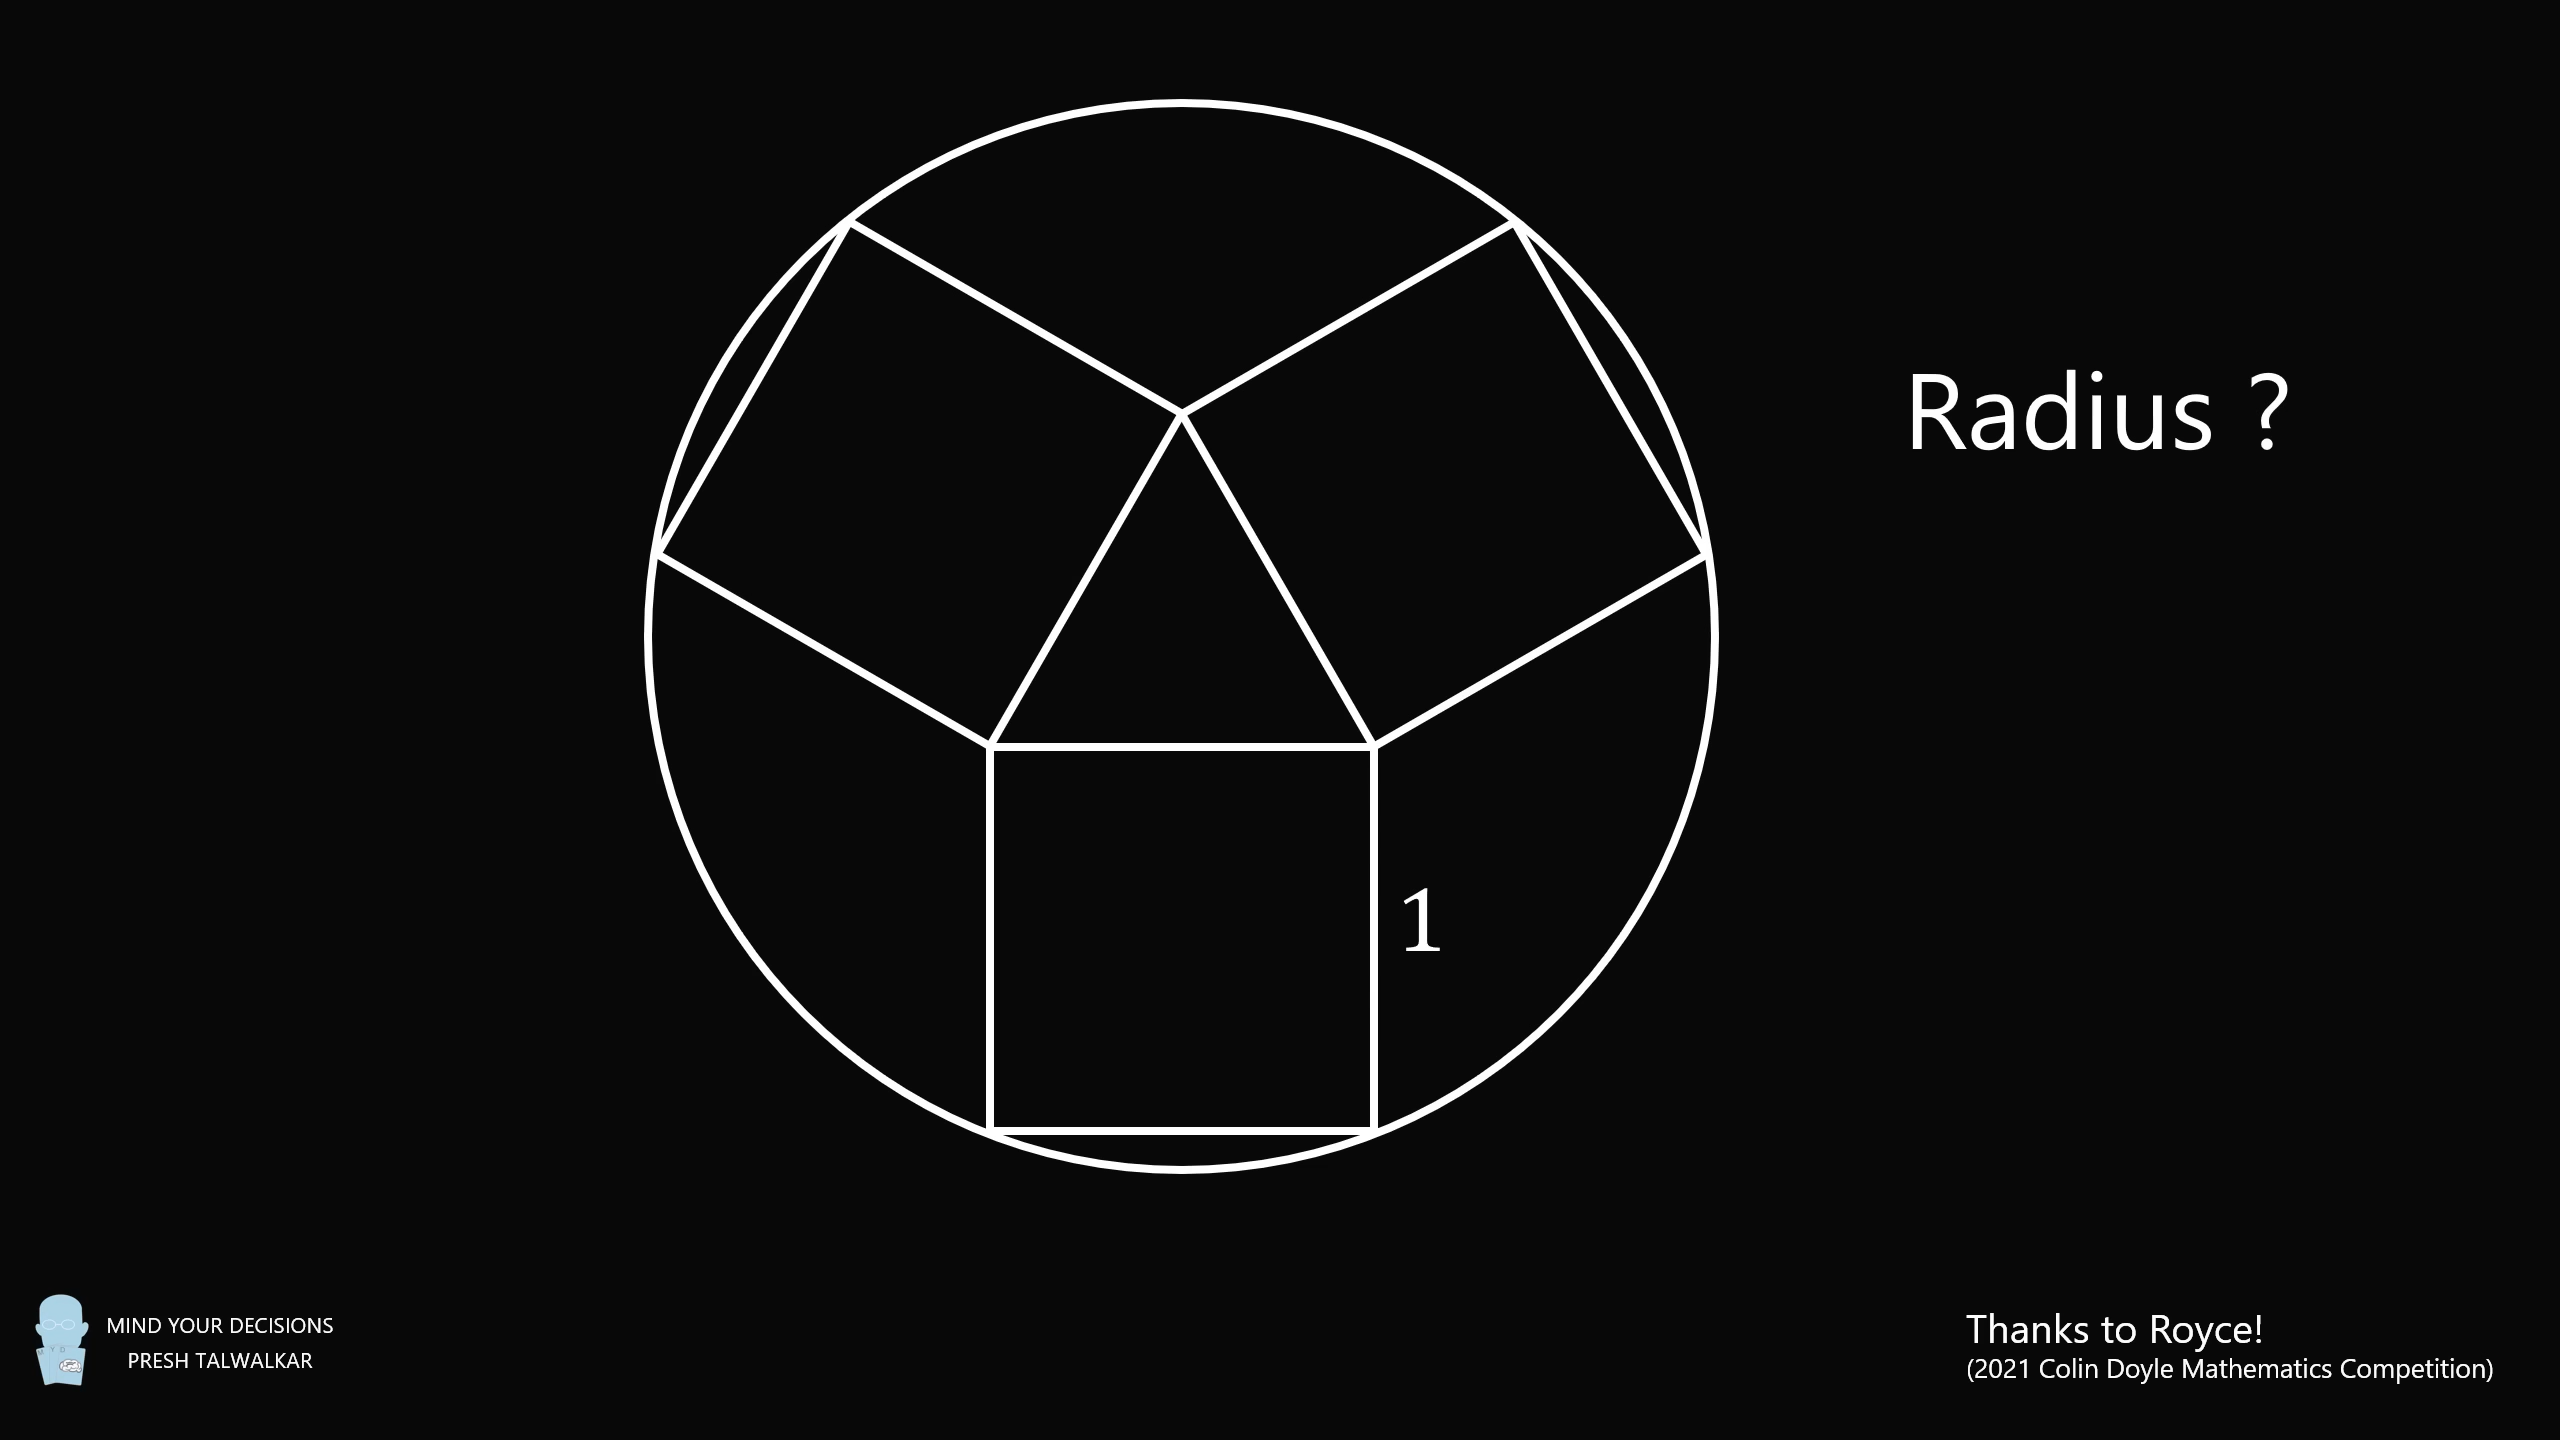 Radius ?
1
MIND YOUR DECISIONS
PRESH TALWALKAR
Thanks to Royce!
(2021 Colin Doyle Mathematics Competition)